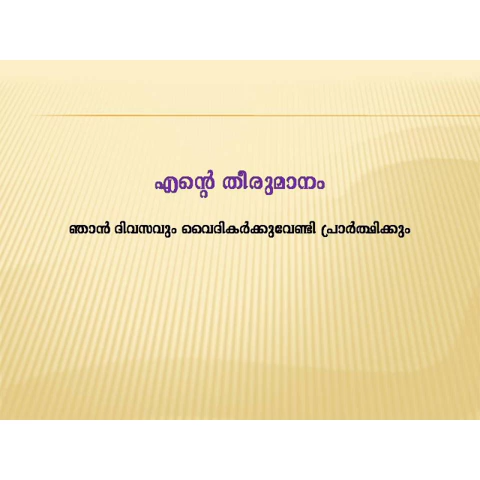 എന്റെ തീരുമാനം
ഞാൻ ദിവസവും വൈദികർക്കുവേണ്ടി പ്രാർത്ഥിക്കും